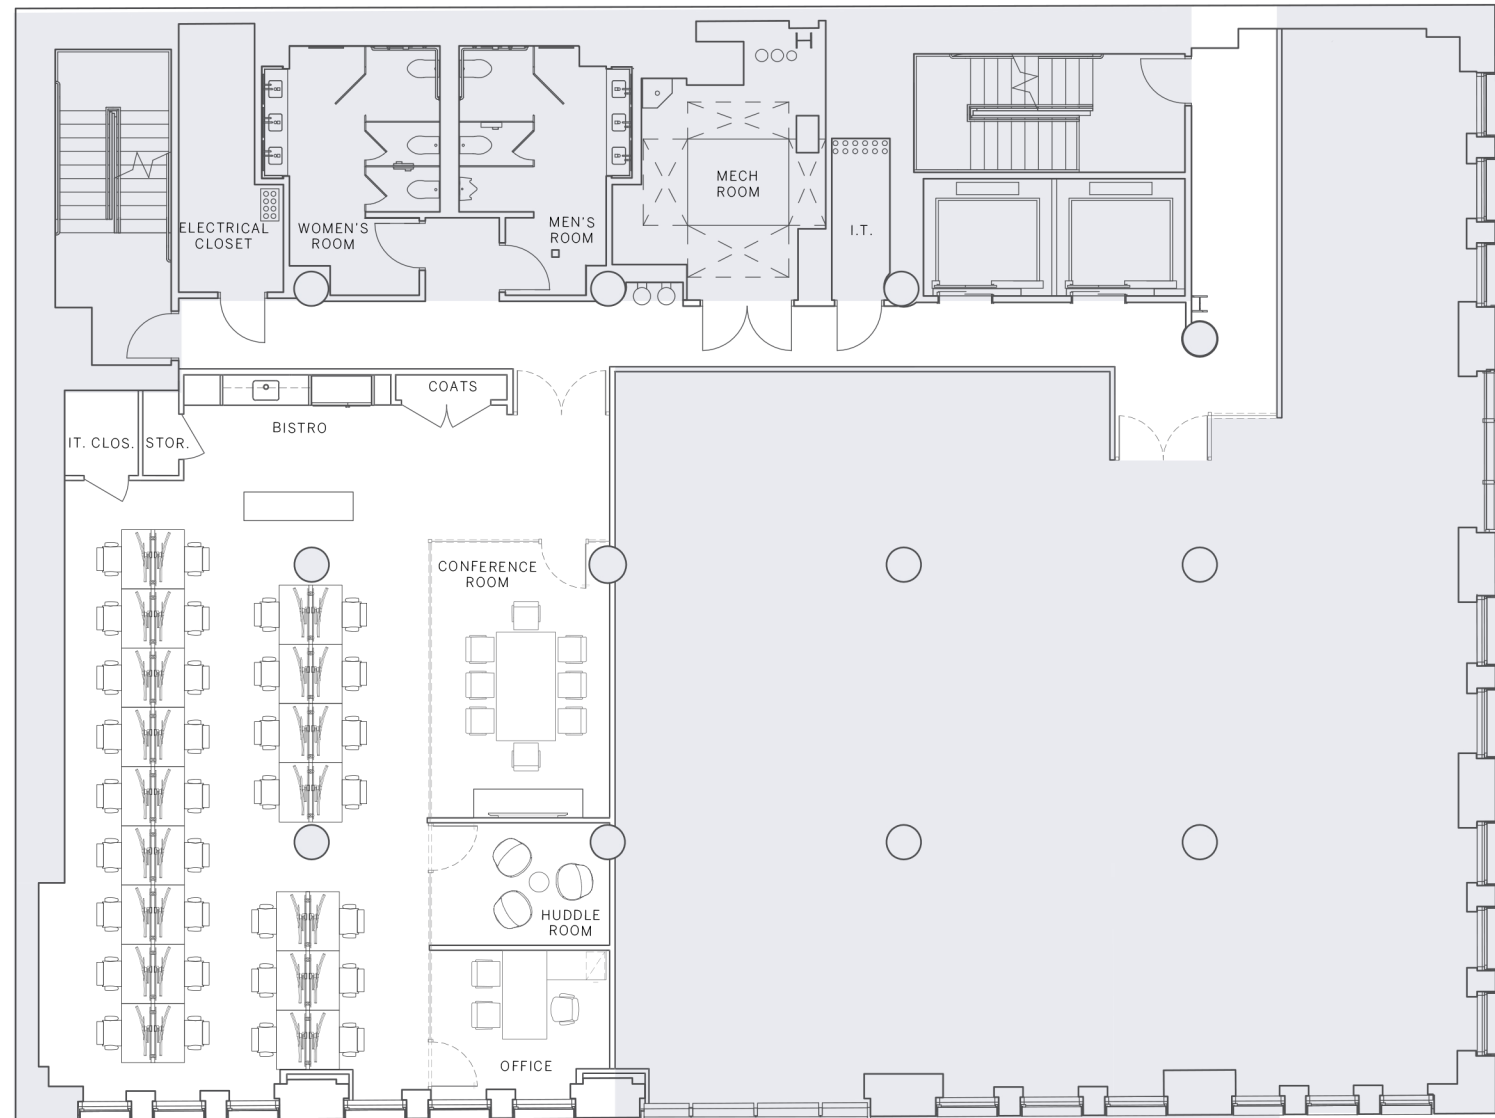 ELECTRICAL
CLOSET
WOMEN'S
ROOM
MEN'S
ROOM
MECH
ROOM
I.T.
COATS
BISTRO
IT. CLOS.
STOR.
CONFERENCE
ROOM
HUDDLE
ROOM
OFFICE